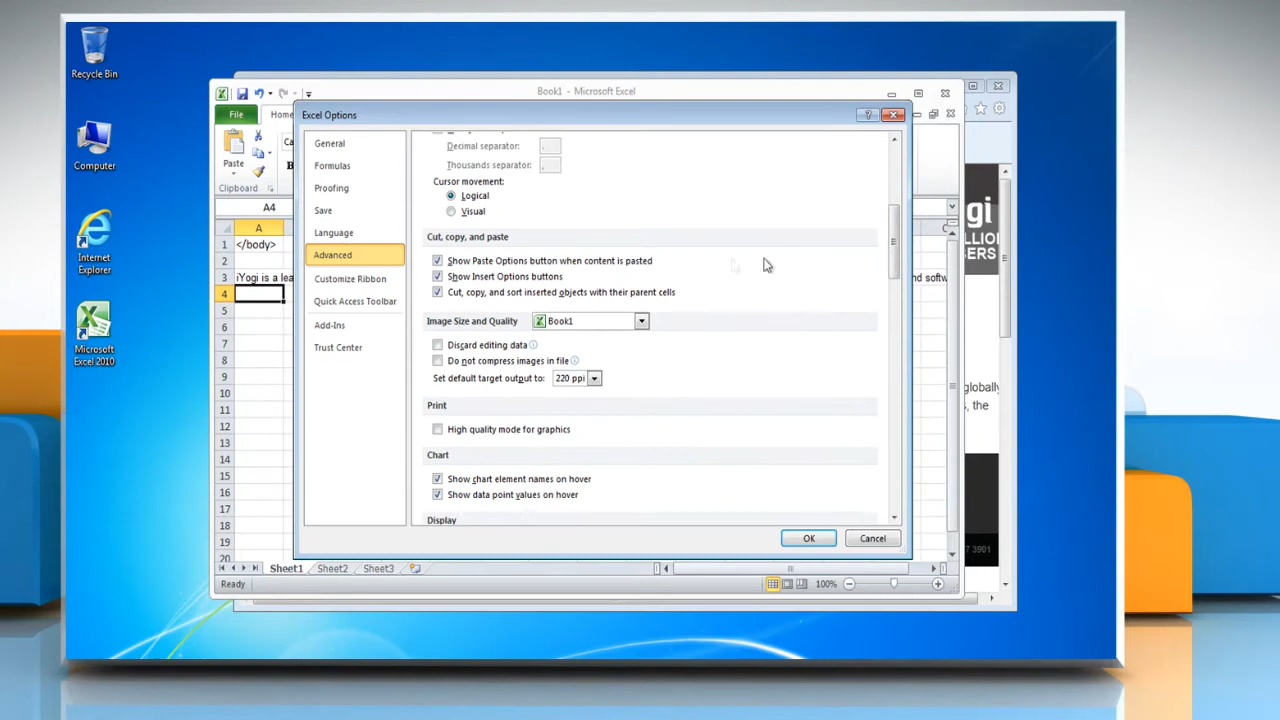 Recycle Bin
Computer
Internet
Explorer
Microsoft
Excel 2010
Book1 - Microsoft Excel
File
Home
Paste
Clipboard
B
A4
A
1
</body>
2
3
iYogi is a lea
nd softw
4
5
6
7
8
9
10
11
12
13
14
15
16
17
18
19
20
Sheet1
Sheet2
Sheet3
Ready
100%
Excel Options
General
Formulas
Proofing
Save
Language
Advanced
Customize Ribbon
Quick Access Toolbar
Add-Ins
Trust Center
Decimal separator:
Thousands separator:
Cursor movement:
Logical
Visual
Cut, copy, and paste
Show Paste Options button when content is pasted
Show Insert Options buttons
Cut, copy, and sort inserted objects with their parent cells
Image Size and Quality
Book1
Discard editing data
Do not compress images in file
Set default target output to:
220 ppi
Print
High quality mode for graphics
Chart
Show chart element names on hover
Show data point values on hover
Display
OK
Cancel
gi
LLION
BERS
globally
s, the
7 3901